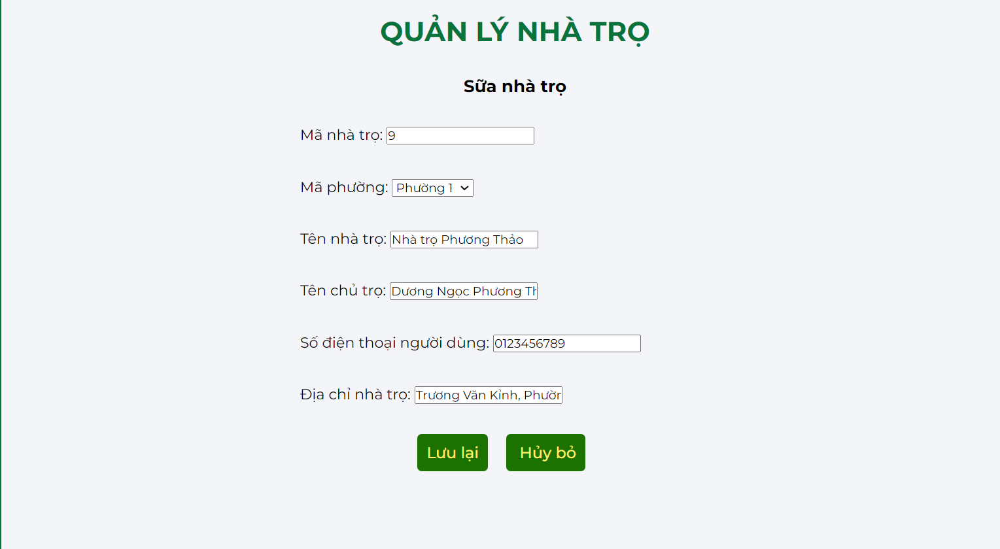 QUẢN LÝ NHÀ TRỌ
Sữa nhà trọ
Mã nhà trọ: 9
Mã phường: Phường 1
Tên nhà trọ: Nhà trọ Phương Thảo
Tên chủ trọ: Dương Ngọc Phương
Số điện thoại người dùng: 0123456789
Địa chỉ nhà trọ: Trương Văn Kỉnh,
Lưu lại Hủy bỏ